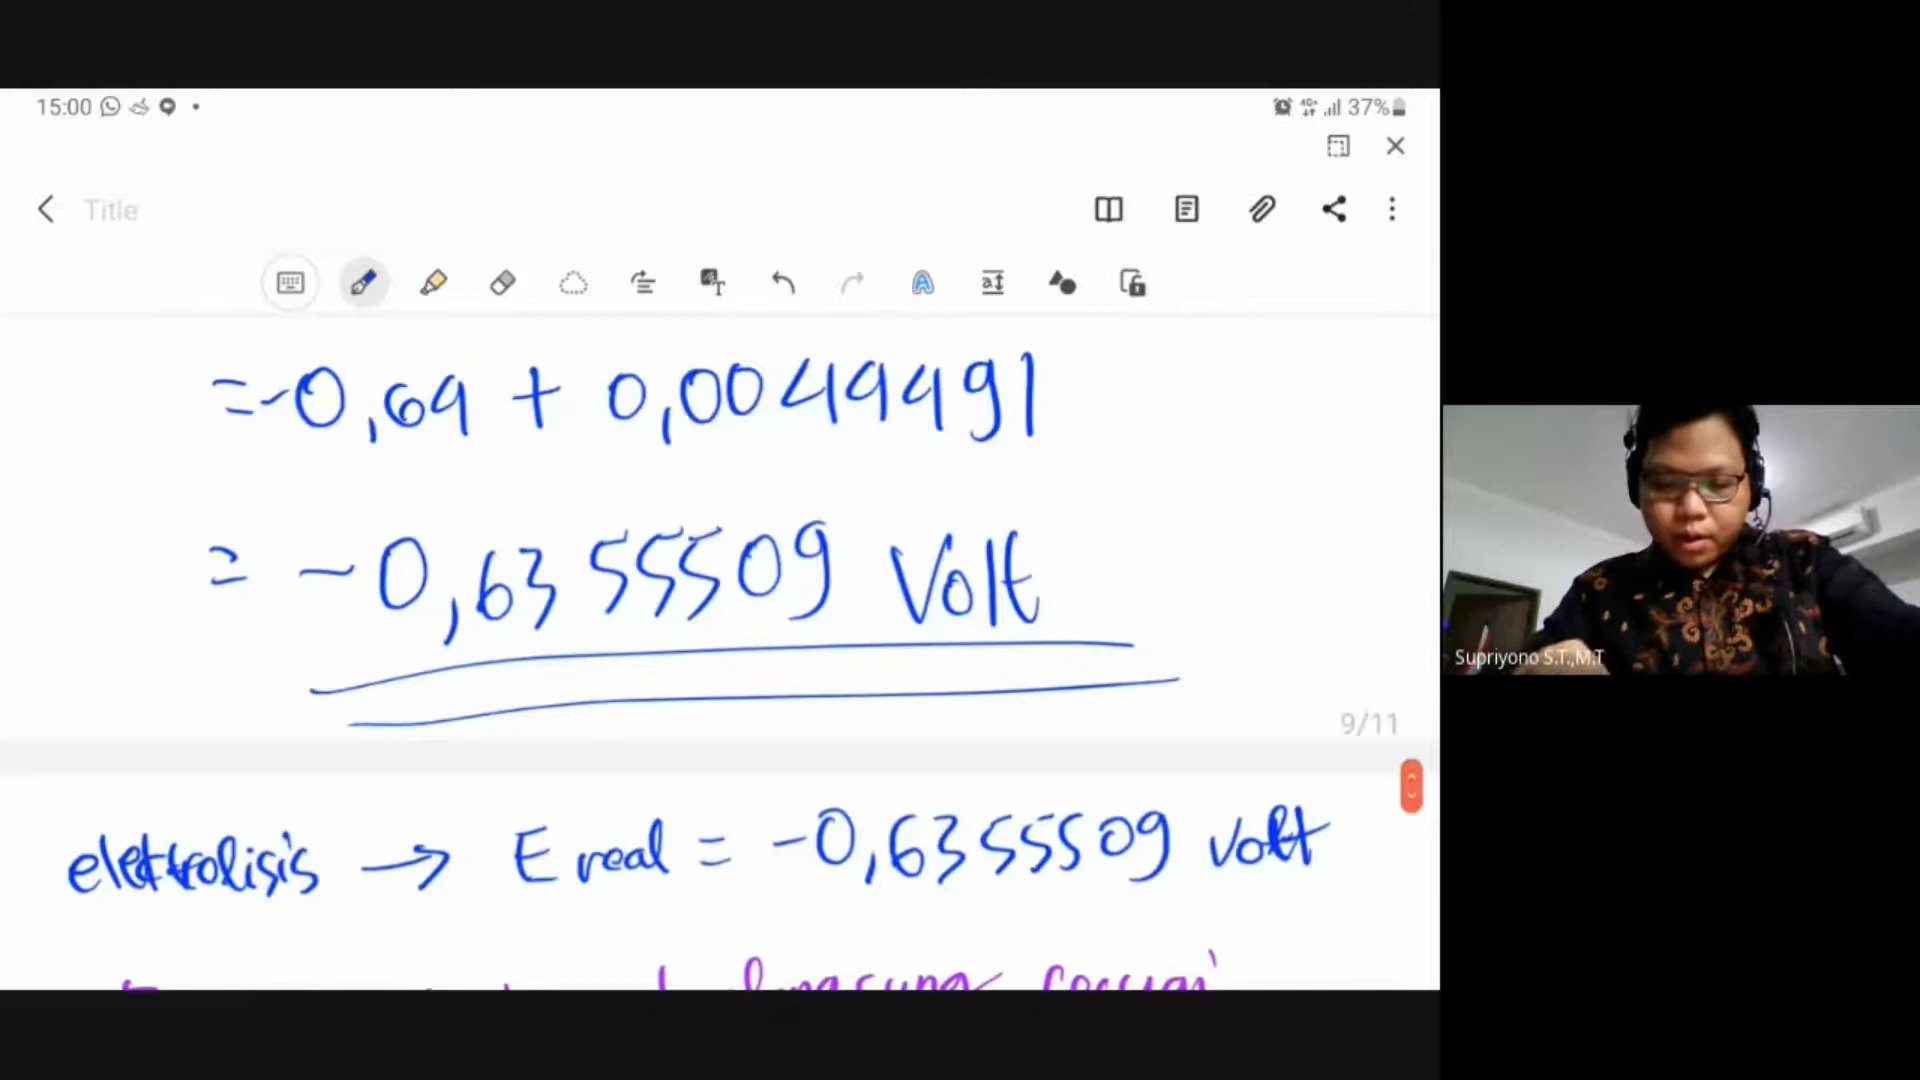 15:00
37%
Title
=-0,64 + 0,0044491
= -0,6355509 Volt
9/11
elektrolisis → E real = -0,6355509 volt
Supriyono S.T.,M.T